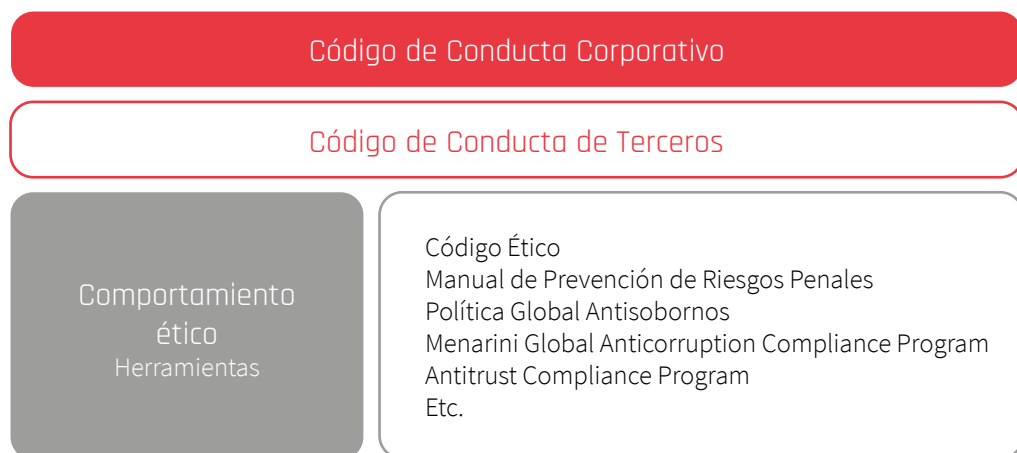 Código de Conducta Corporativo
Código de Conducta de Terceros
Comportamiento
ético
Herramientas
Código Ético
Manual de Prevención de Riesgos Penales
Política Global Antisobornos
Menarini Global Anticorruption Compliance Program
Antitrust Compliance Program
Etc.